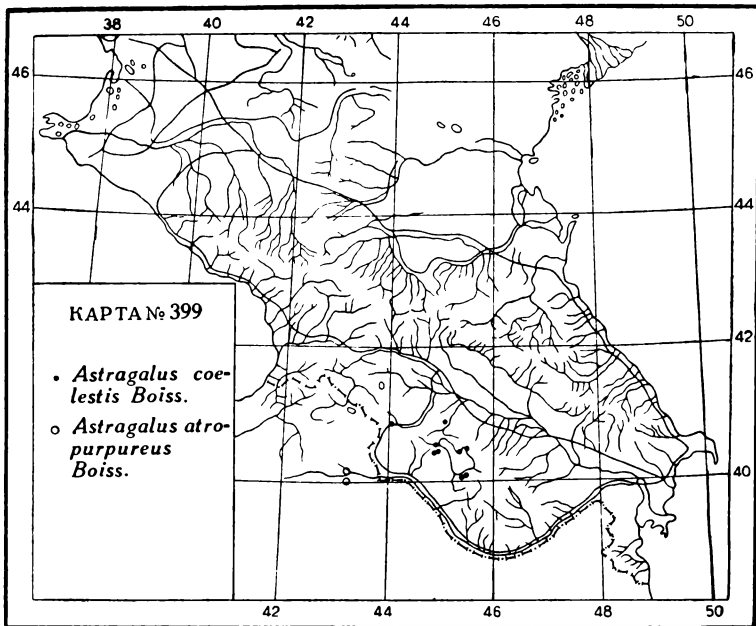 38 40 42 44 46 48 50
46 46
44 44
КАРТА № 399
42
• Astragalus coe-
lestis Boiss.
○ Astragalus atro-
purpureus
Boiss.
40
42 44 46 48 50